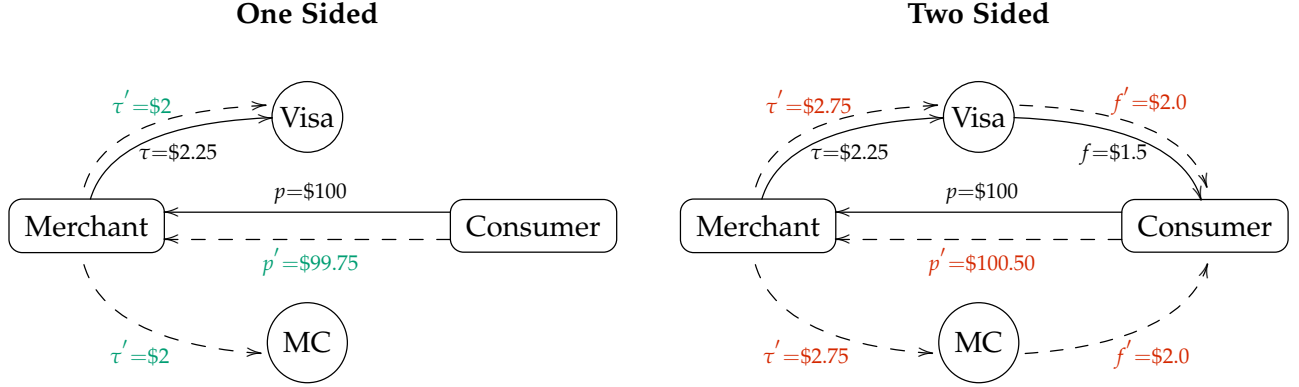 One Sided
τ′=$2
Visa
τ=$2.25
p=$100
Merchant
Consumer
p′=$99.75
MC
τ′=$2
Two Sided
τ′=$2.75
Visa
f′=$2.0
τ=$2.25
f=$1.5
p=$100
Merchant
Consumer
p′=$100.50
MC
τ′=$2.75
f′=$2.0